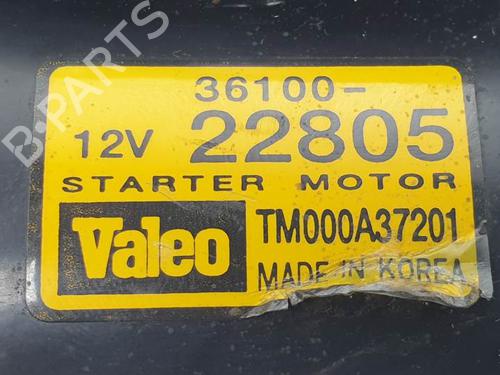 B-PARTS
36100-
12V 22805
STARTER MOTOR
Valeo TM000A37201
MADE IN KOREA